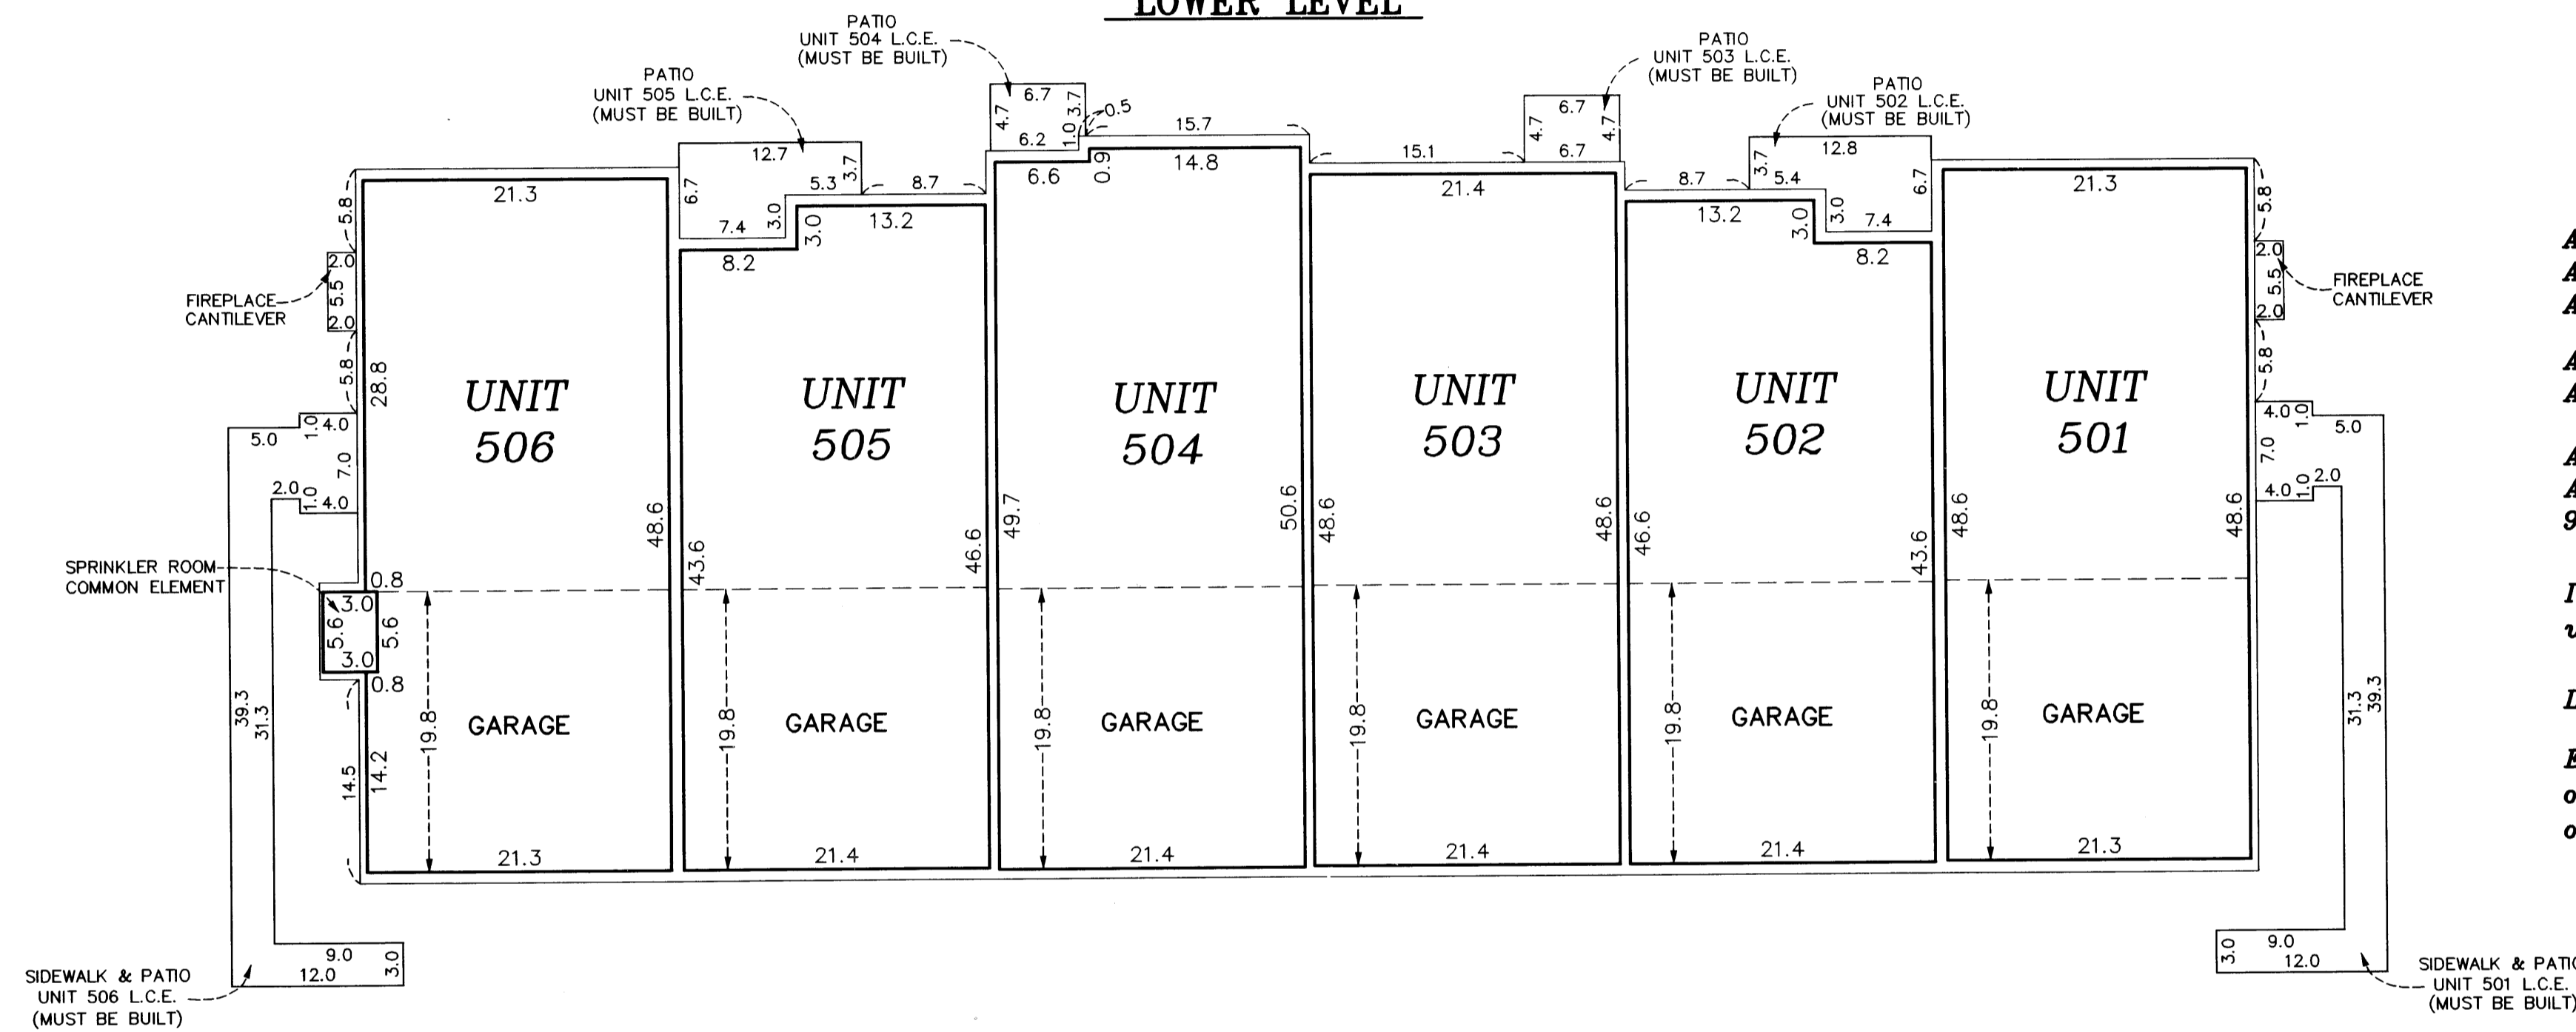 LOWER LEVEL
PATIO
UNIT 504 L.C.E.
(MUST BE BUILT)
PATIO
UNIT 503 L.C.E.
(MUST BE BUILT)
PATIO
UNIT 505 L.C.E.
(MUST BE BUILT)
PATIO
UNIT 502 L.C.E.
(MUST BE BUILT)
6.7
4.7
3.7
0.5
6.2
1.0
15.7
6.7
4.7
4.7
6.7
15.1
12.7
3.7
6.7
5.3
8.7
7.4
3.0
8.7
3.7
12.8
5.4
6.7
3.0
7.4
21.3
8.2
3.0
13.2
6.6
0.9
14.8
21.4
13.2
3.0
8.2
21.3
5.8
2.0
5.5
2.0
5.8
FIREPLACE
CANTILEVER
5.8
2.0
5.5
2.0
5.8
FIREPLACE
CANTILEVER
28.8
UNIT
506
UNIT
505
UNIT
504
UNIT
503
UNIT
502
UNIT
501
5.0
1.0
4.0
7.0
2.0
1.0
4.0
4.0
1.0
5.0
7.0
4.0
1.0
2.0
48.6
43.6
46.6
49.7
50.6
48.6
48.6
46.6
43.6
48.6
48.6
SPRINKLER ROOM
COMMON ELEMENT
0.8
3.0
5.6
5.6
3.0
0.8
39.3
31.3
14.5
14.2
19.8
GARAGE
19.8
GARAGE
19.8
GARAGE
19.8
GARAGE
19.8
GARAGE
19.8
GARAGE
31.3
39.3
21.3
21.4
21.4
21.4
21.4
21.3
9.0
12.0
3.0
3.0
9.0
12.0
SIDEWALK & PATIO
UNIT 506 L.C.E.
(MUST BE BUILT)
SIDEWALK & PATIO
UNIT 501 L.C.E.
(MUST BE BUILT)